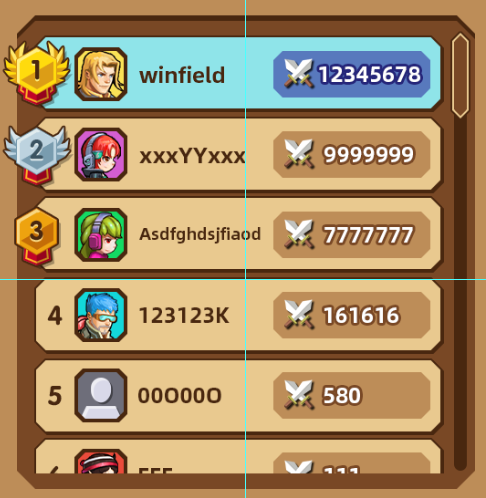 1 winfield 12345678
2 xxxYYxxx 9999999
3 Asdfghdsjfiaod 7777777
4 123123K 161616
5 00O00O 580